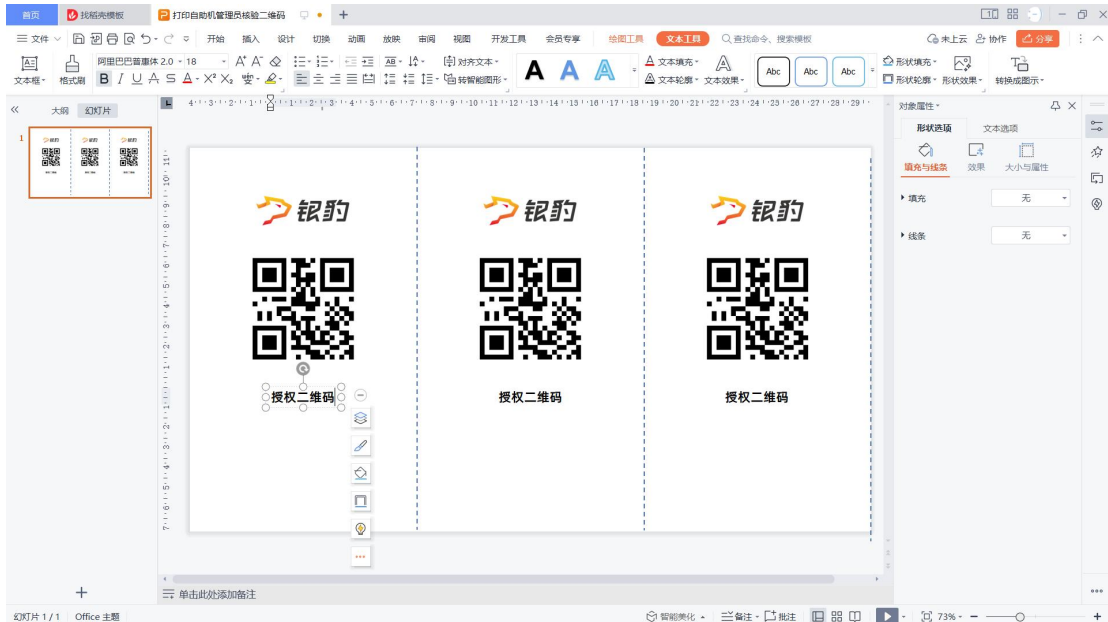 首页 找稻壳模板 打印自助机管理员核验二维码
文件 开始 插入 设计 切换 动画 放映 审阅 视图 开发工具 会员专享 绘图工具 文本工具 查找命令、搜索模板 未上云 协作 分享
阿里巴巴普惠体 2.0 18 对齐文本 文本填充 形状填充
文本框 格式刷 B I U A S A X² X₂ 转智能图形 A A A 文本轮廓 文本效果 Abc Abc Abc 形状轮廓 形状效果 转换成图示
大纲 幻灯片
对象属性
形状选项 文本选项
填充与线条 效果 大小与属性
填充 无
线条 无
1
银豹 银豹 银豹
授权二维码 授权二维码 授权二维码
单击此处添加备注
幻灯片 1 / 1 Office 主题 智能美化 备注 批注 73%